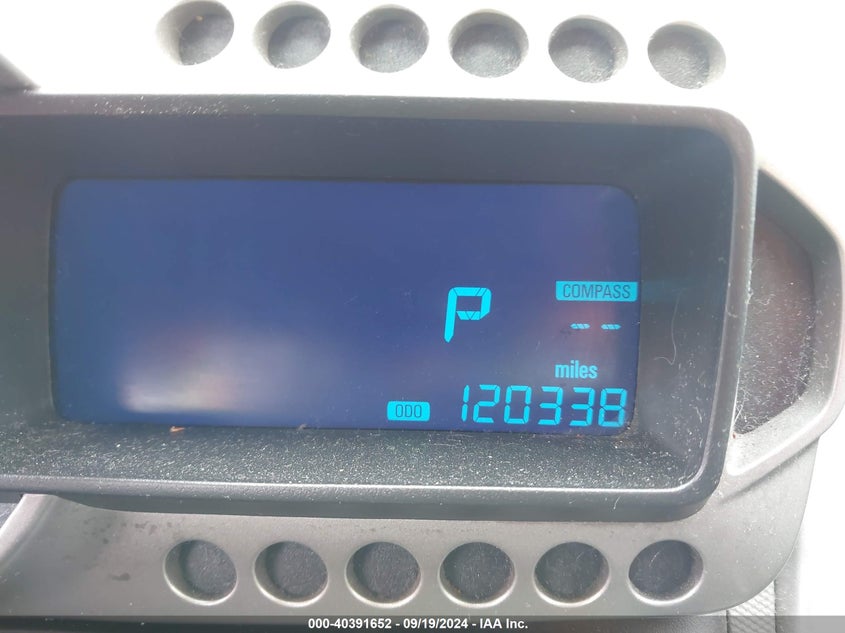 P
COMPASS
--
miles
ODO 120338
000-40391652 - 09/19/2024 - IAA Inc.